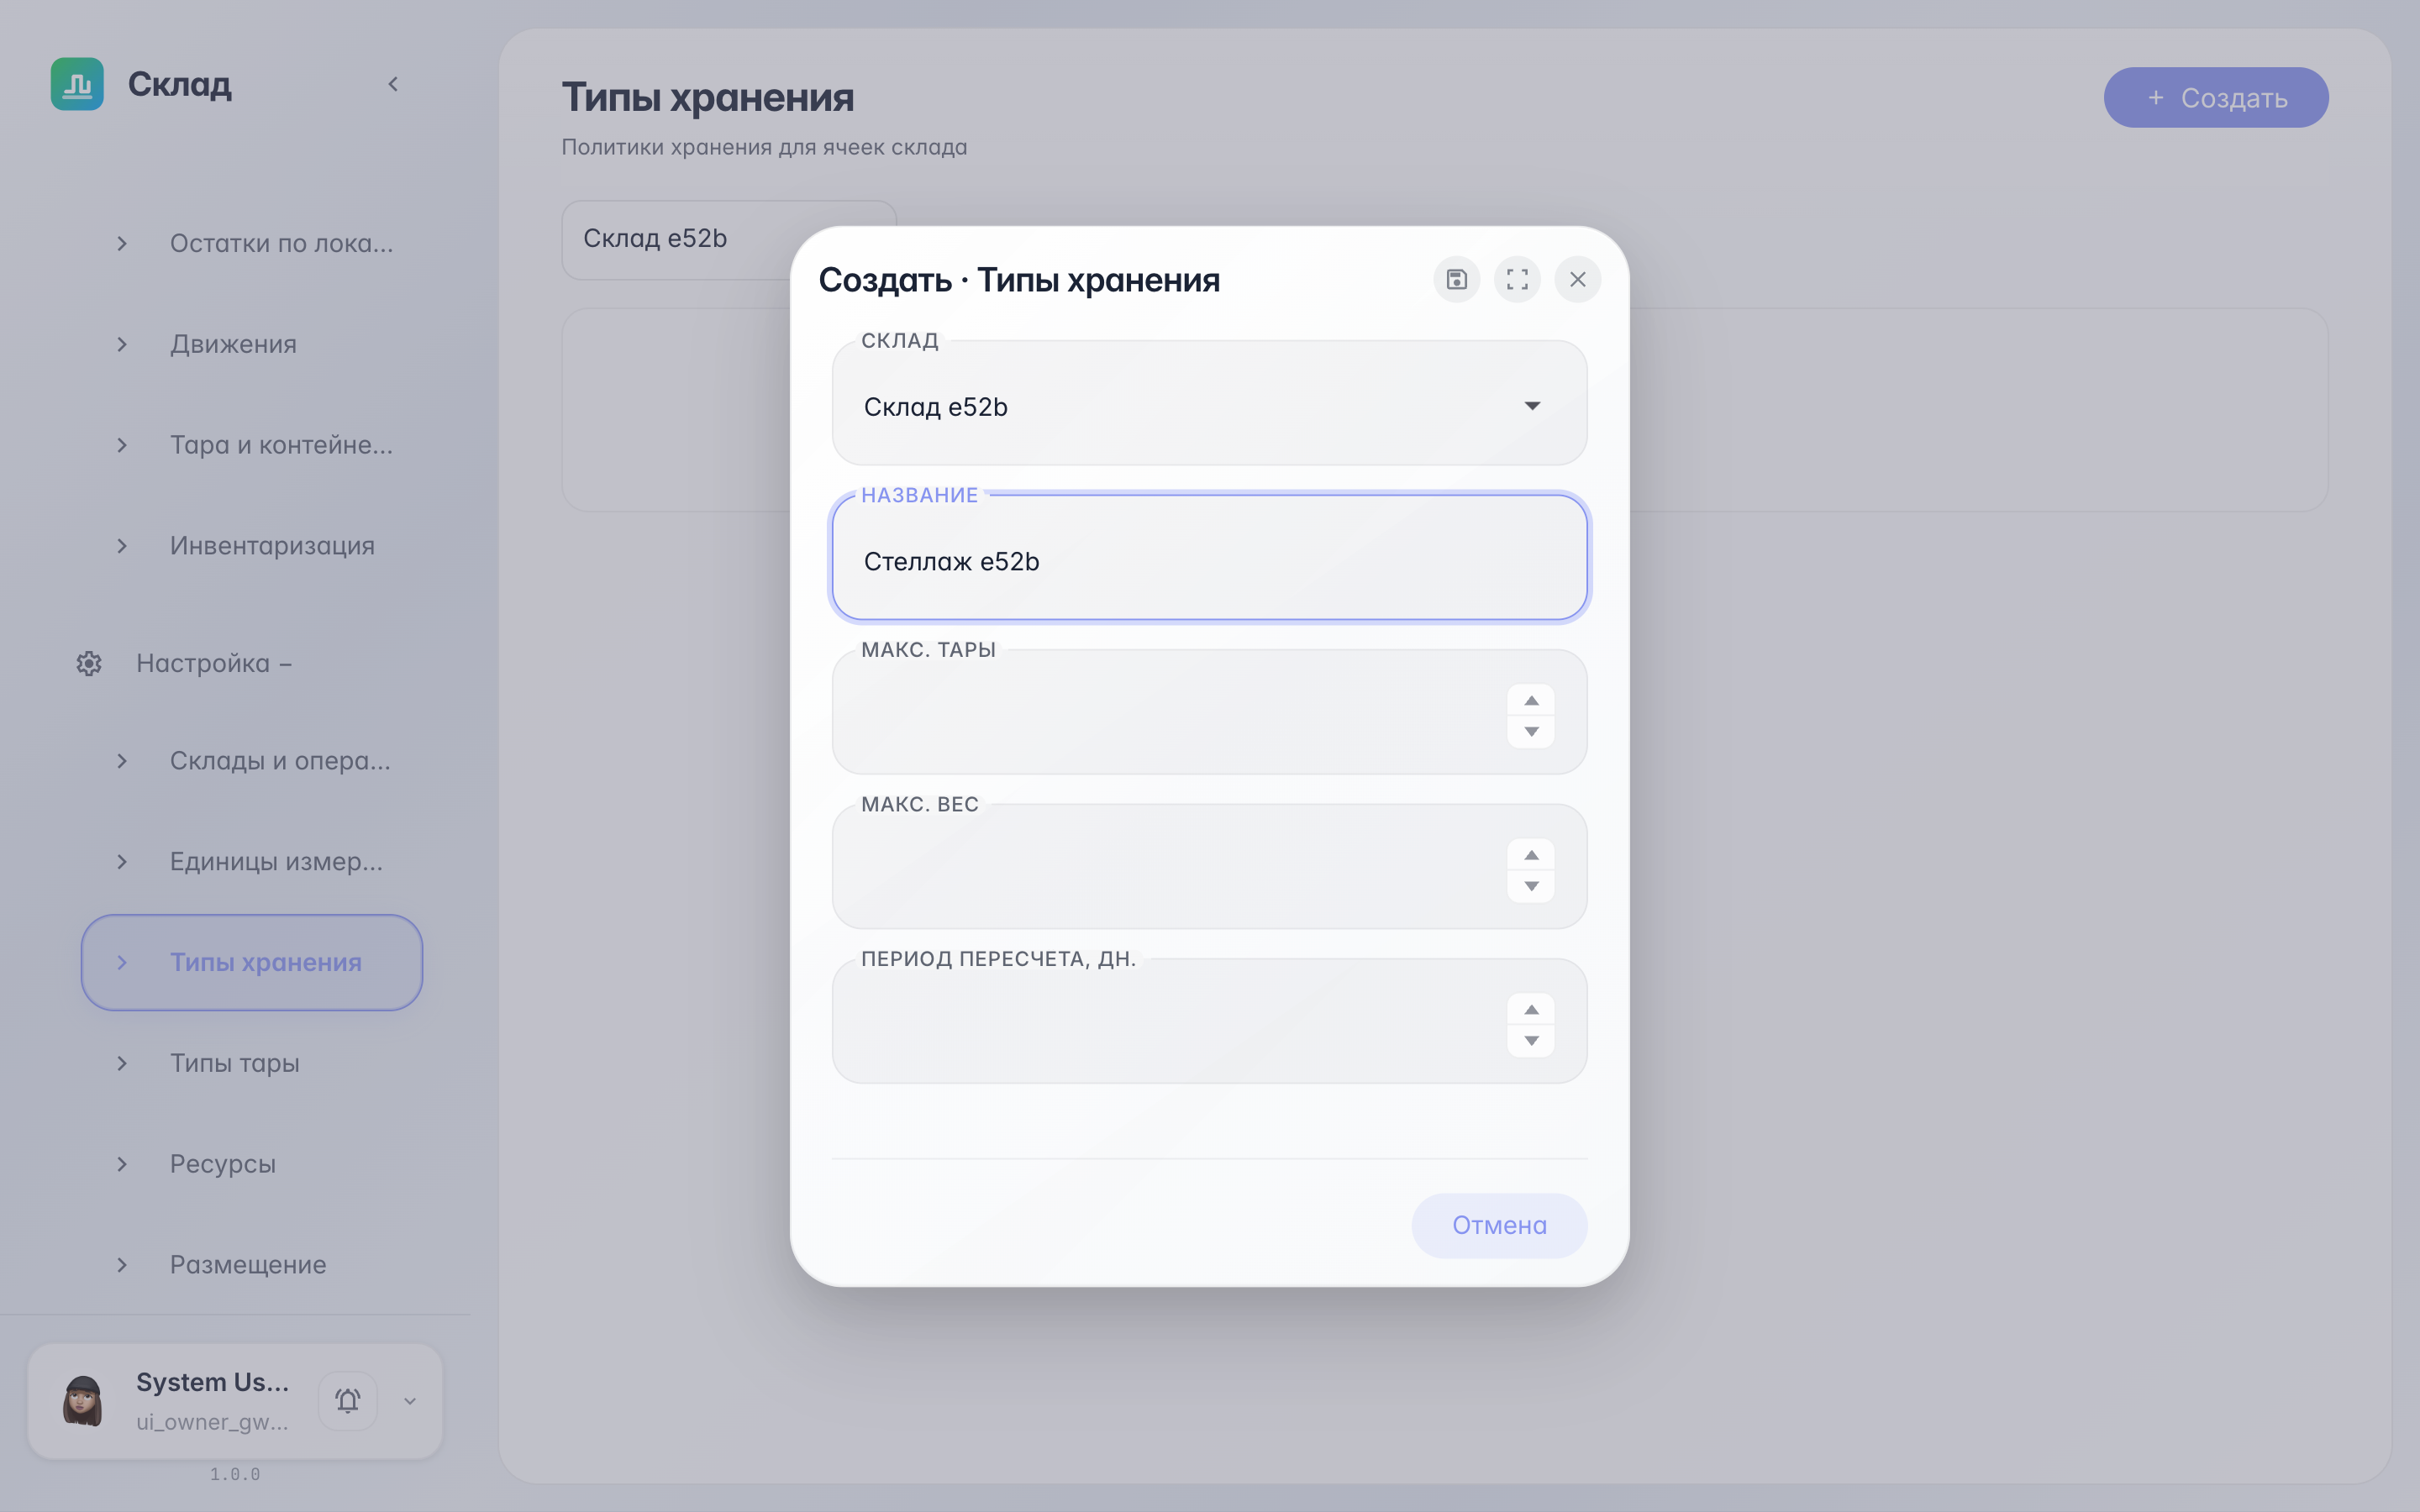 Склад
Остатки по лока...
Движения
Тара и контейне...
Инвентаризация
Настройка –
Склады и опера...
Единицы измер...
Типы хранения
Типы тары
Ресурсы
Размещение
System Us...
ui_owner_gw...
1.0.0
Типы хранения
Политики хранения для ячеек склада
+ Создать
Склад e52b
Создать · Типы хранения
СКЛАД
Склад e52b
НАЗВАНИЕ
Стеллаж e52b
МАКС. ТАРЫ
МАКС. ВЕС
ПЕРИОД ПЕРЕСЧЕТА, ДН.
Отмена